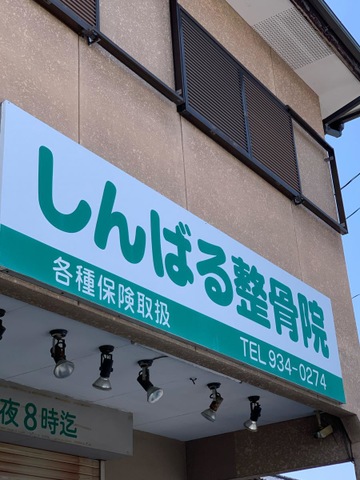 しんばる整骨院
各種保険取扱
TEL 934-0274
夜8時迄